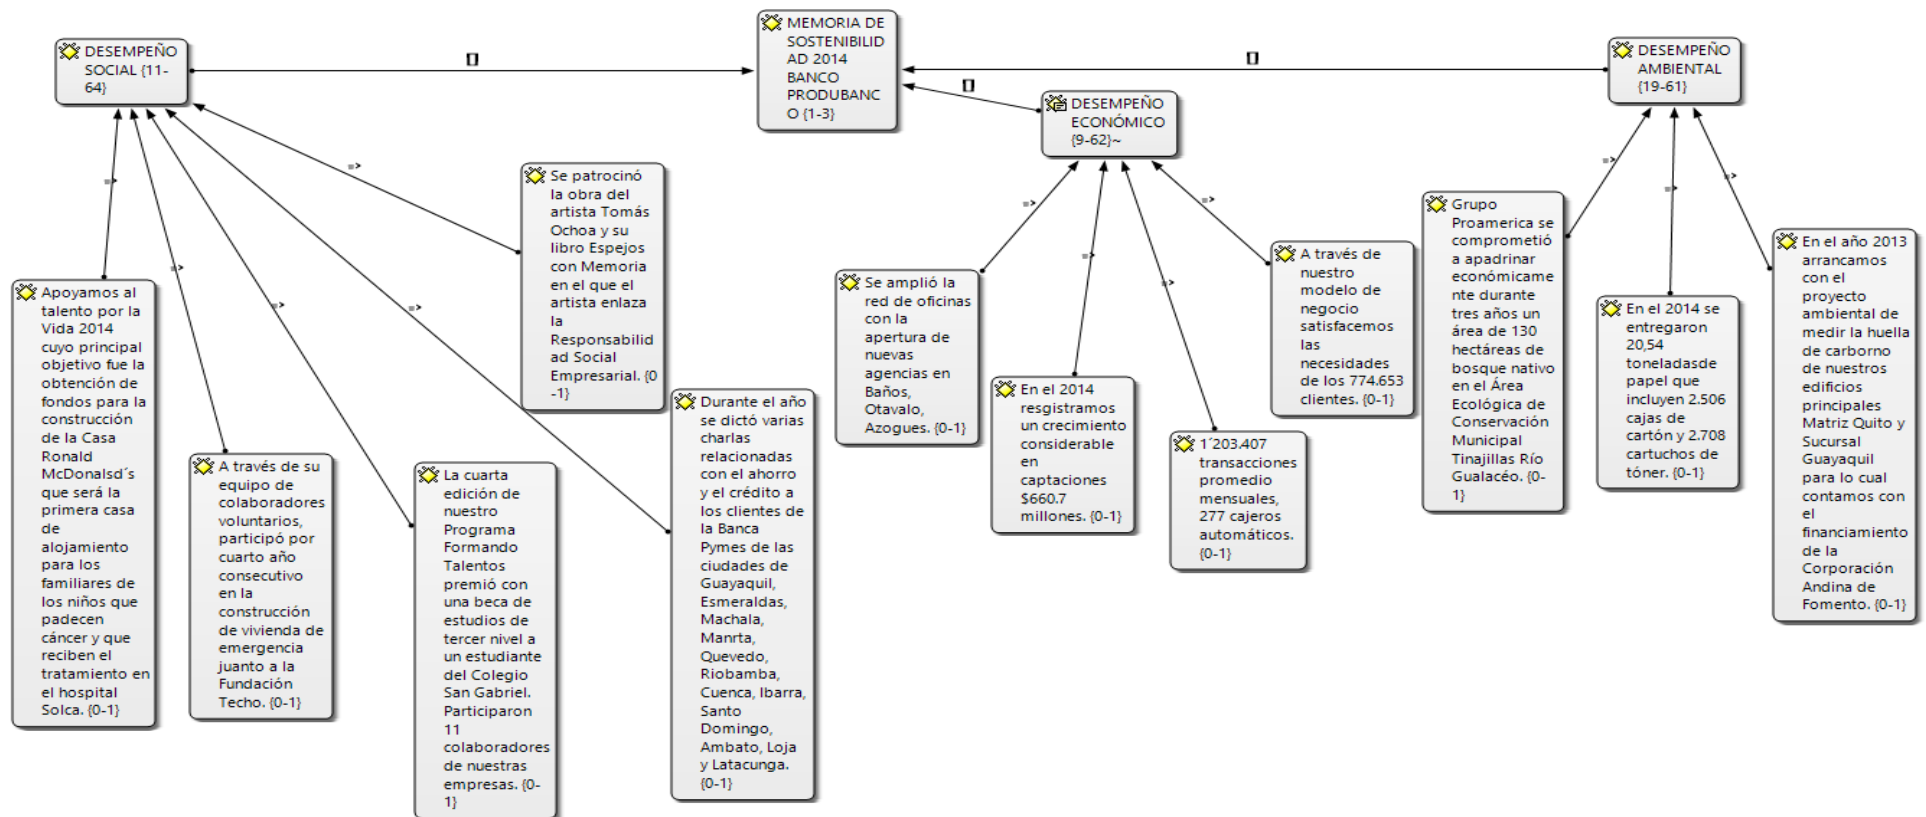 MEMORIA DE
SOSTENIBILID
AD 2014
BANCO
PRODUBANC
O {1-3}
DESEMPEÑO
SOCIAL {11-
64}
DESEMPEÑO
ECONÓMICO
{9-62}~
DESEMPEÑO
AMBIENTAL
{19-61}
=>
=>
=>
=>
=>
=>
=>
=>
=>
=>
=>
=>
Apoyamos al
talento por la
Vida 2014
cuyo principal
objetivo fue la
obtención de
fondos para la
construcción
de la Casa
Ronald
McDonalsd´s
que será la
primera casa
de
alojamiento
para los
familiares de
los niños que
padecen
cáncer y que
reciben el
tratamiento en
el hospital
Solca. {0-1}
A través de su
equipo de
colaboradores
voluntarios,
participó por
cuarto año
consecutivo
en la
construcción
de vivienda de
emergencia
juanto a la
Fundación
Techo. {0-1}
La cuarta
edición de
nuestro
Programa
Formando
Talentos
premió con
una beca de
estudios de
tercer nivel a
un estudiante
del Colegio
San Gabriel.
Participaron
11
colaboradores
de nuestras
empresas. {0-
1}
Se patrocinó
la obra del
artista Tomás
Ochoa y su
libro Espejos
con Memoria
en el que el
artista enlaza
la
Responsabilid
ad Social
Empresarial. {0
-1}
Durante el año
se dictó varias
charlas
relacionadas
con el ahorro
y el crédito a
los clientes de
la Banca
Pymes de las
ciudades de
Guayaquil,
Esmeraldas,
Machala,
Manrta,
Quevedo,
Riobamba,
Cuenca, Ibarra,
Santo
Domingo,
Ambato, Loja
y Latacunga.
{0-1}
Se amplió la
red de oficinas
con la
apertura de
nuevas
agencias en
Baños,
Otavalo,
Azogues. {0-1}
En el 2014
resgistramos
un crecimiento
considerable
en
captaciones
$660.7
millones. {0-1}
1´203.407
transacciones
promedio
mensuales,
277 cajeros
automáticos.
{0-1}
A través de
nuestro
modelo de
negocio
satisfacemos
las
necesidades
de los 774.653
clientes. {0-1}
Grupo
Proamerica se
comprometió
a apadrinar
económicame
nte durante
tres años un
área de 130
hectáreas de
bosque nativo
en el Área
Ecológica de
Conservación
Municipal
Tinajillas Río
Gualacéo. {0-
1}
En el 2014 se
entregaron
20,54
toneladasde
papel que
incluyen 2.506
cajas de
cartón y 2.708
cartuchos de
tóner. {0-1}
En el año 2013
arrancamos
con el
proyecto
ambiental de
medir la huella
de carborno
de nuestros
edificios
principales
Matriz Quito y
Sucursal
Guayaquil
para lo cual
contamos con
el
financiamiento
de la
Corporación
Andina de
Fomento. {0-1}